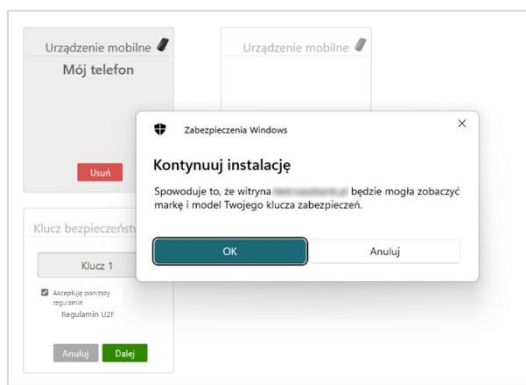 Urządzenie mobilne
Urządzenie mobilne
Mój telefon
Usuń
Zabezpieczenia Windows
Kontynuuj instalację
Spowoduje to, że witryna będzie mogła zobaczyć
markę i model Twojego klucza zabezpieczeń.
OK
Anuluj
Klucz bezpieczeństw
Klucz 1
Akceptuję poniższy
regulamin
Regulamin U2F
Anuluj
Dalej